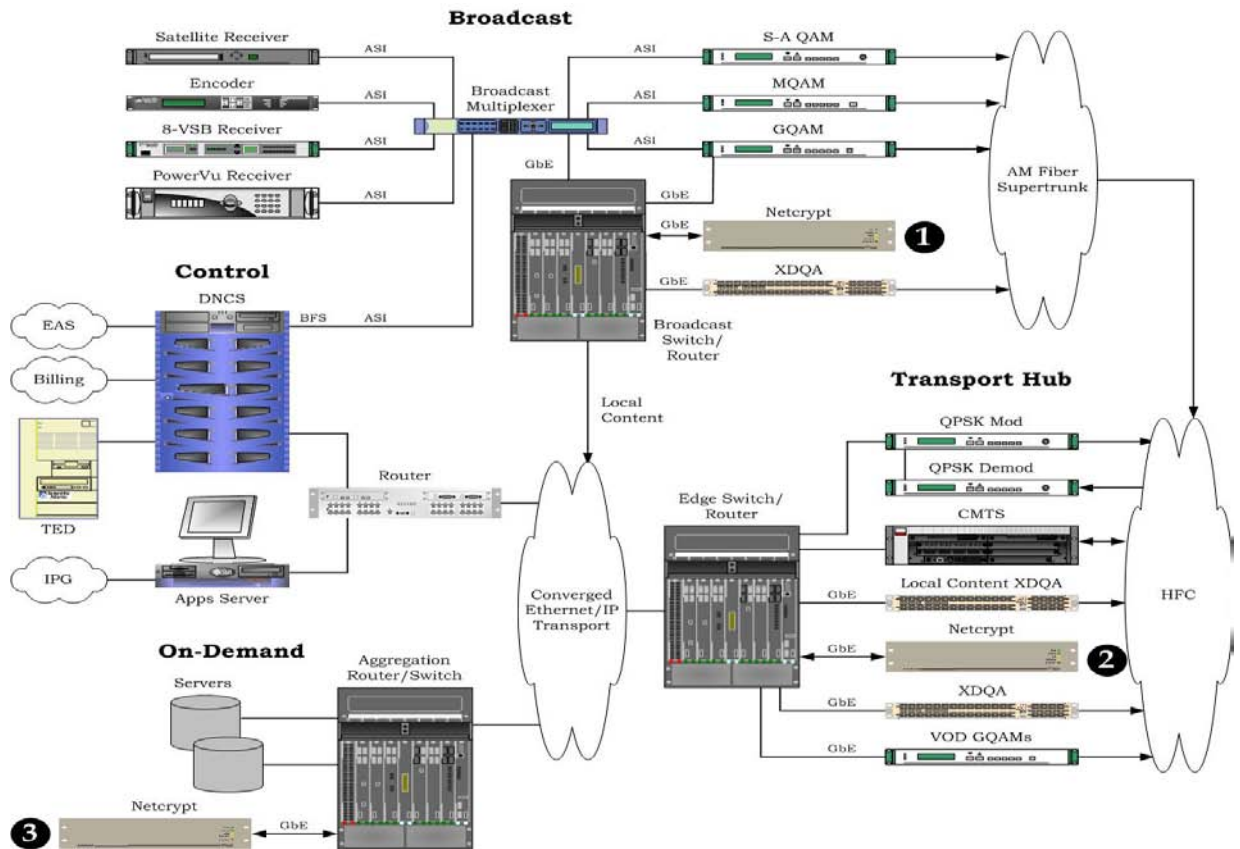 Broadcast
Satellite Receiver
ASI
Encoder
ASI
8-VSB Receiver
ASI
PowerVu Receiver
ASI
Broadcast
Multiplexer
ASI
S-A QAM
ASI
MQAM
ASI
GQAM
GbE
GbE
GbE
Netcrypt
1
GbE
XDQA
Broadcast
Switch/
Router
AM Fiber
Supertrunk
Control
DNCS
EAS
BFS
ASI
Billing
TED
IPG
Apps Server
Router
Local
Content
Converged
Ethernet/IP
Transport
Transport Hub
Edge Switch/
Router
QPSK Mod
QPSK Demod
CMTS
Local Content XDQA
GbE
Netcrypt
GbE
2
XDQA
GbE
VOD GQAMs
GbE
HFC
On-Demand
Servers
Aggregation
Router/Switch
Netcrypt
3
GbE